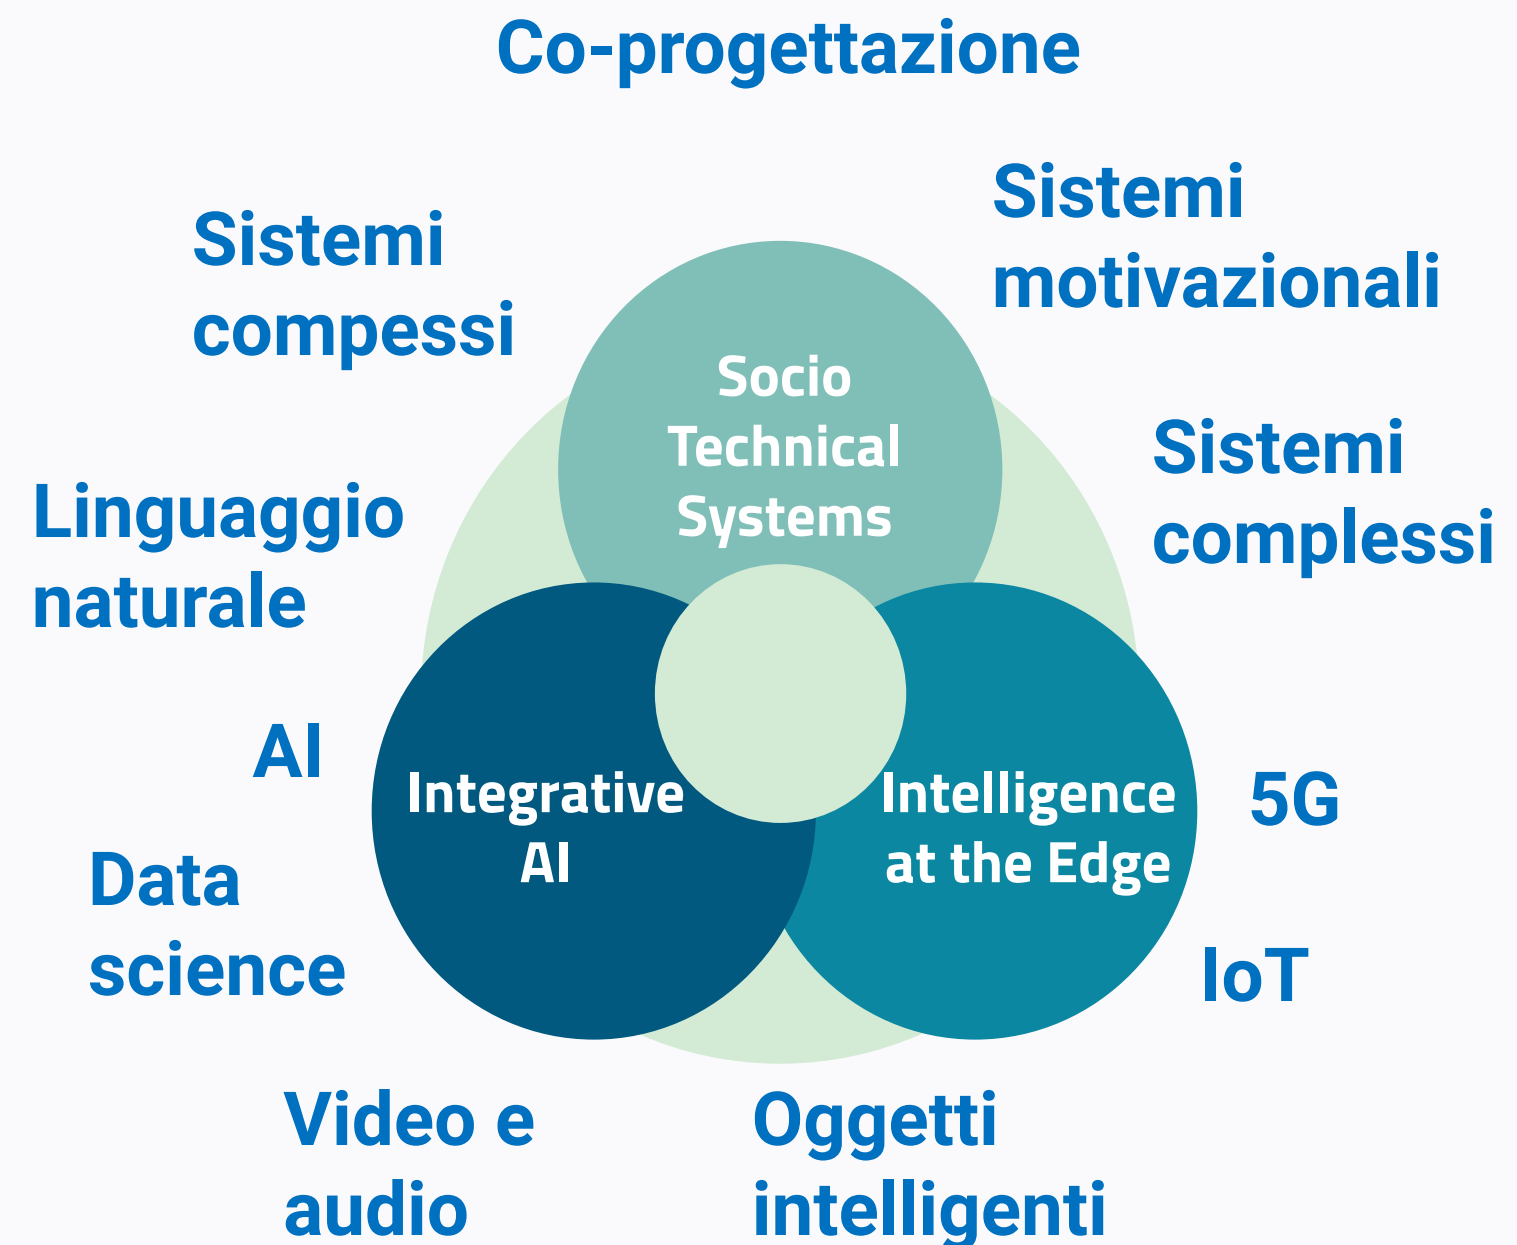 Co-progettazione
Sistemi
motivazionali
Sistemi
compessi
Socio
Technical
Systems
Sistemi
complessi
Linguaggio
naturale
AI
Integrative
AI
Intelligence
at the Edge
5G
Data
science
IoT
Video e
audio
Oggetti
intelligenti